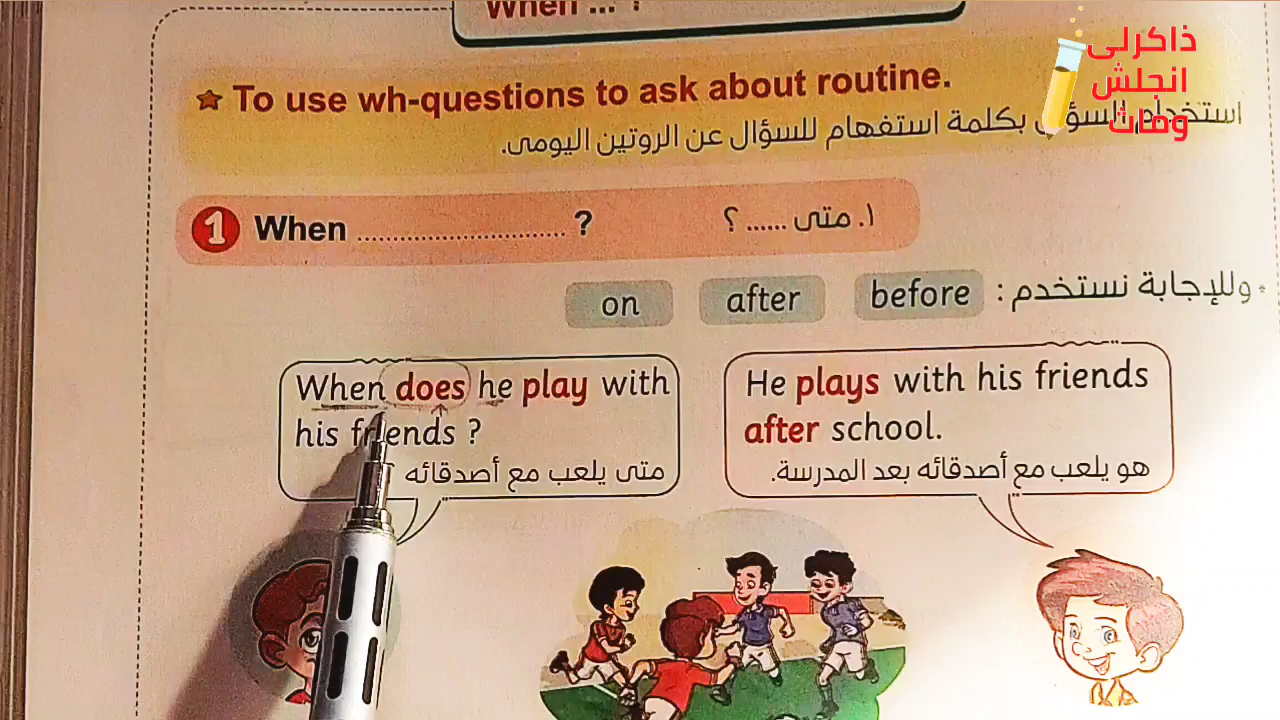 When ... ?
★ To use wh-questions to ask about routine.
استخدام السؤال بكلمة استفهام للسؤال عن الروتين اليومى.
ذاكرلى
انجلش
وماث
1 When .............................. ?
١. متى ...... ؟
• وللإجابة نستخدم :
before
after
on
When does he play with
his friends ?
متى يلعب مع أصدقائه ؟
He plays with his friends
after school.
هو يلعب مع أصدقائه بعد المدرسة.